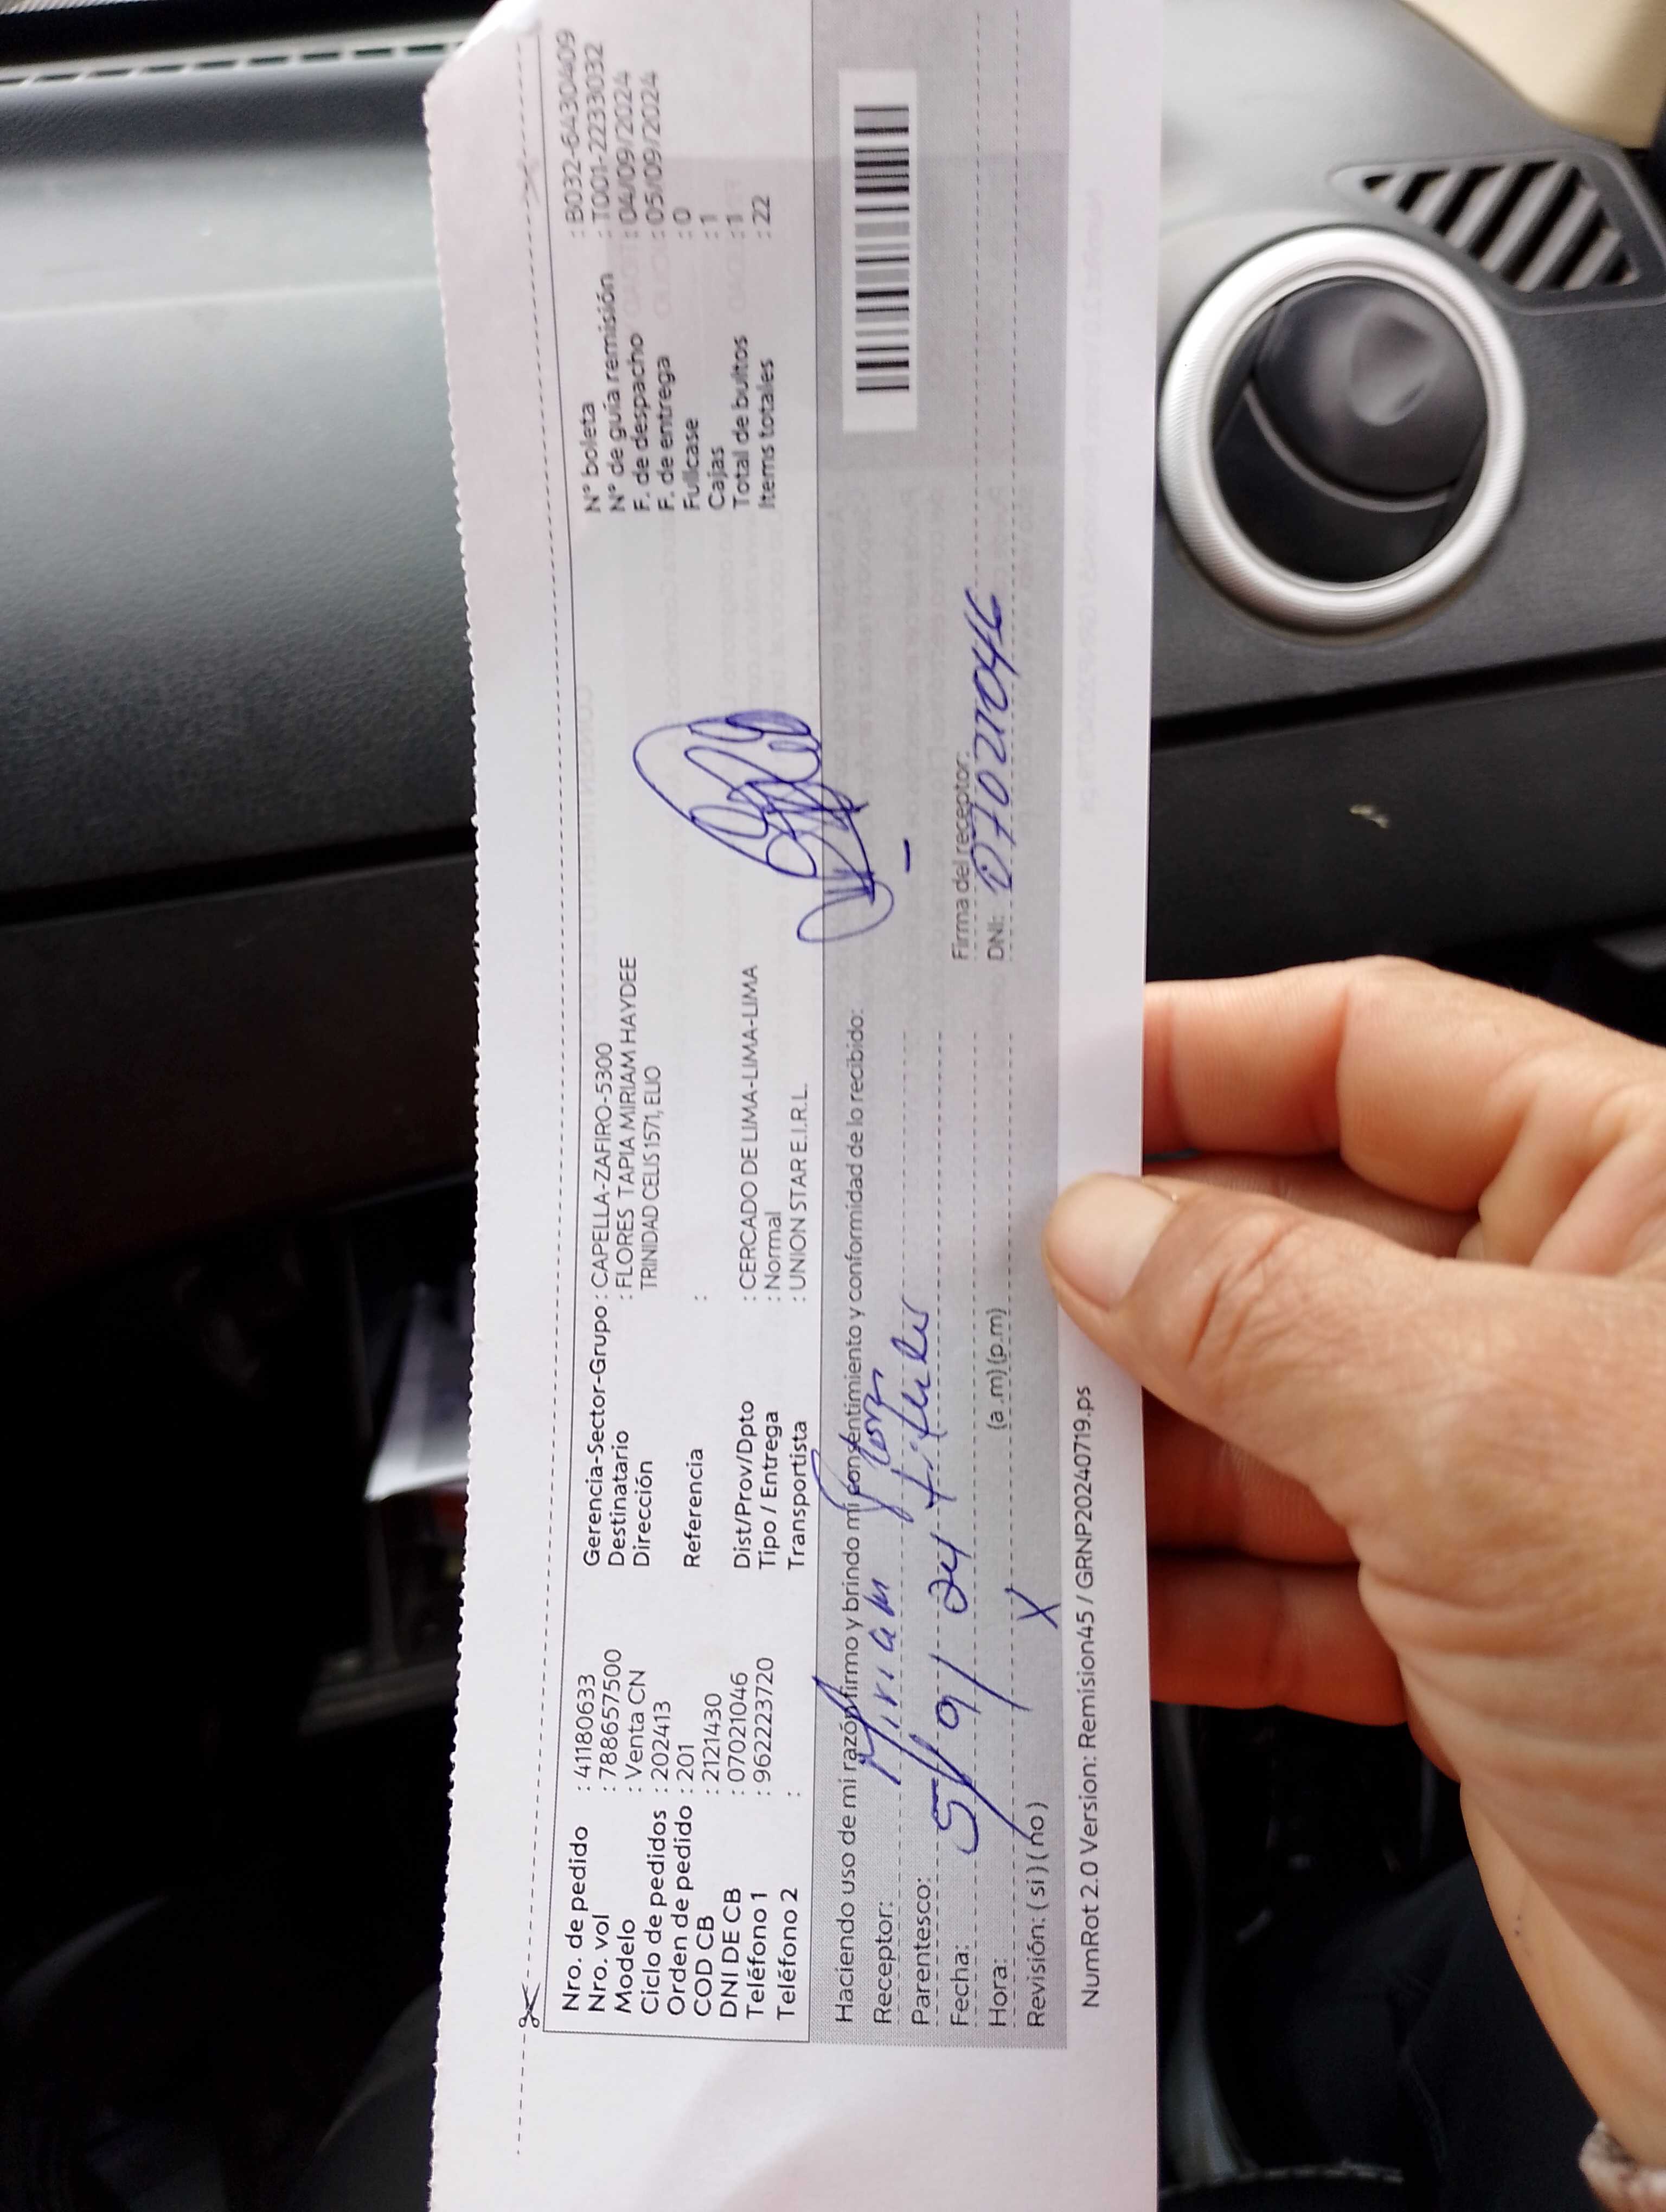 Nro. de pedido : 41180633
Nro. vol : 788657500
Modelo : Venta CN
Ciclo de pedidos : 202413
Orden de pedido : 201
COD CB : 2121430
DNI DE CB : 07021046
Teléfono 1 : 962223720
Teléfono 2 :
Gerencia-Sector-Grupo : CAPELLA-ZAFIRO-5300
Destinatario : FLORES TAPIA MIRIAM HAYDEE
Dirección TRINIDAD CELIS 1571, ELIO
Referencia :
Dist/Prov/Dpto : CERCADO DE LIMA-LIMA-LIMA
Tipo / Entrega : Normal
Transportista : UNION STAR E.I.R.L.
N° boleta : B032-6430409
N° de guía remisión : T001-22333032
F. de despacho : 04/09/2024
F. de entrega : 05/09/2024
Fullcase : 0
Cajas : 1
Total de bultos : 1
Items totales : 22
Haciendo uso de mi razón firmo y brindo mi consentimiento y conformidad de lo recibido:
Receptor: Miriam
Parentesco: titular
Fecha: 5/9/24
Hora: (a.m) (p.m)
Revisión: ( si ) ( no ) X
Firma del receptor:
DNI: 07021046
NumRot 2.0 Version: Remision45 / GRNP20240719.ps